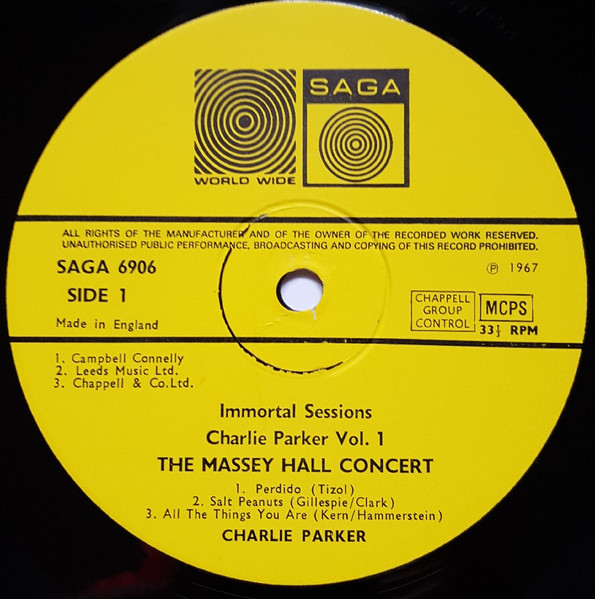 WORLD WIDE
SAGA
ALL RIGHTS OF THE MANUFACTURER AND OF THE OWNER OF THE RECORDED WORK RESERVED.
UNAUTHORISED PUBLIC PERFORMANCE, BROADCASTING AND COPYING OF THIS RECORD PROHIBITED.
SAGA 6906
℗ 1967
SIDE 1
Made in England
CHAPPELL
GROUP
CONTROL
MCPS
33⅓ RPM
1. Campbell Connelly
2. Leeds Music Ltd.
3. Chappell & Co.Ltd.
Immortal Sessions
Charlie Parker Vol. 1
THE MASSEY HALL CONCERT
1. Perdido (Tizol)
2. Salt Peanuts (Gillespie/Clark)
3. All The Things You Are (Kern/Hammerstein)
CHARLIE PARKER